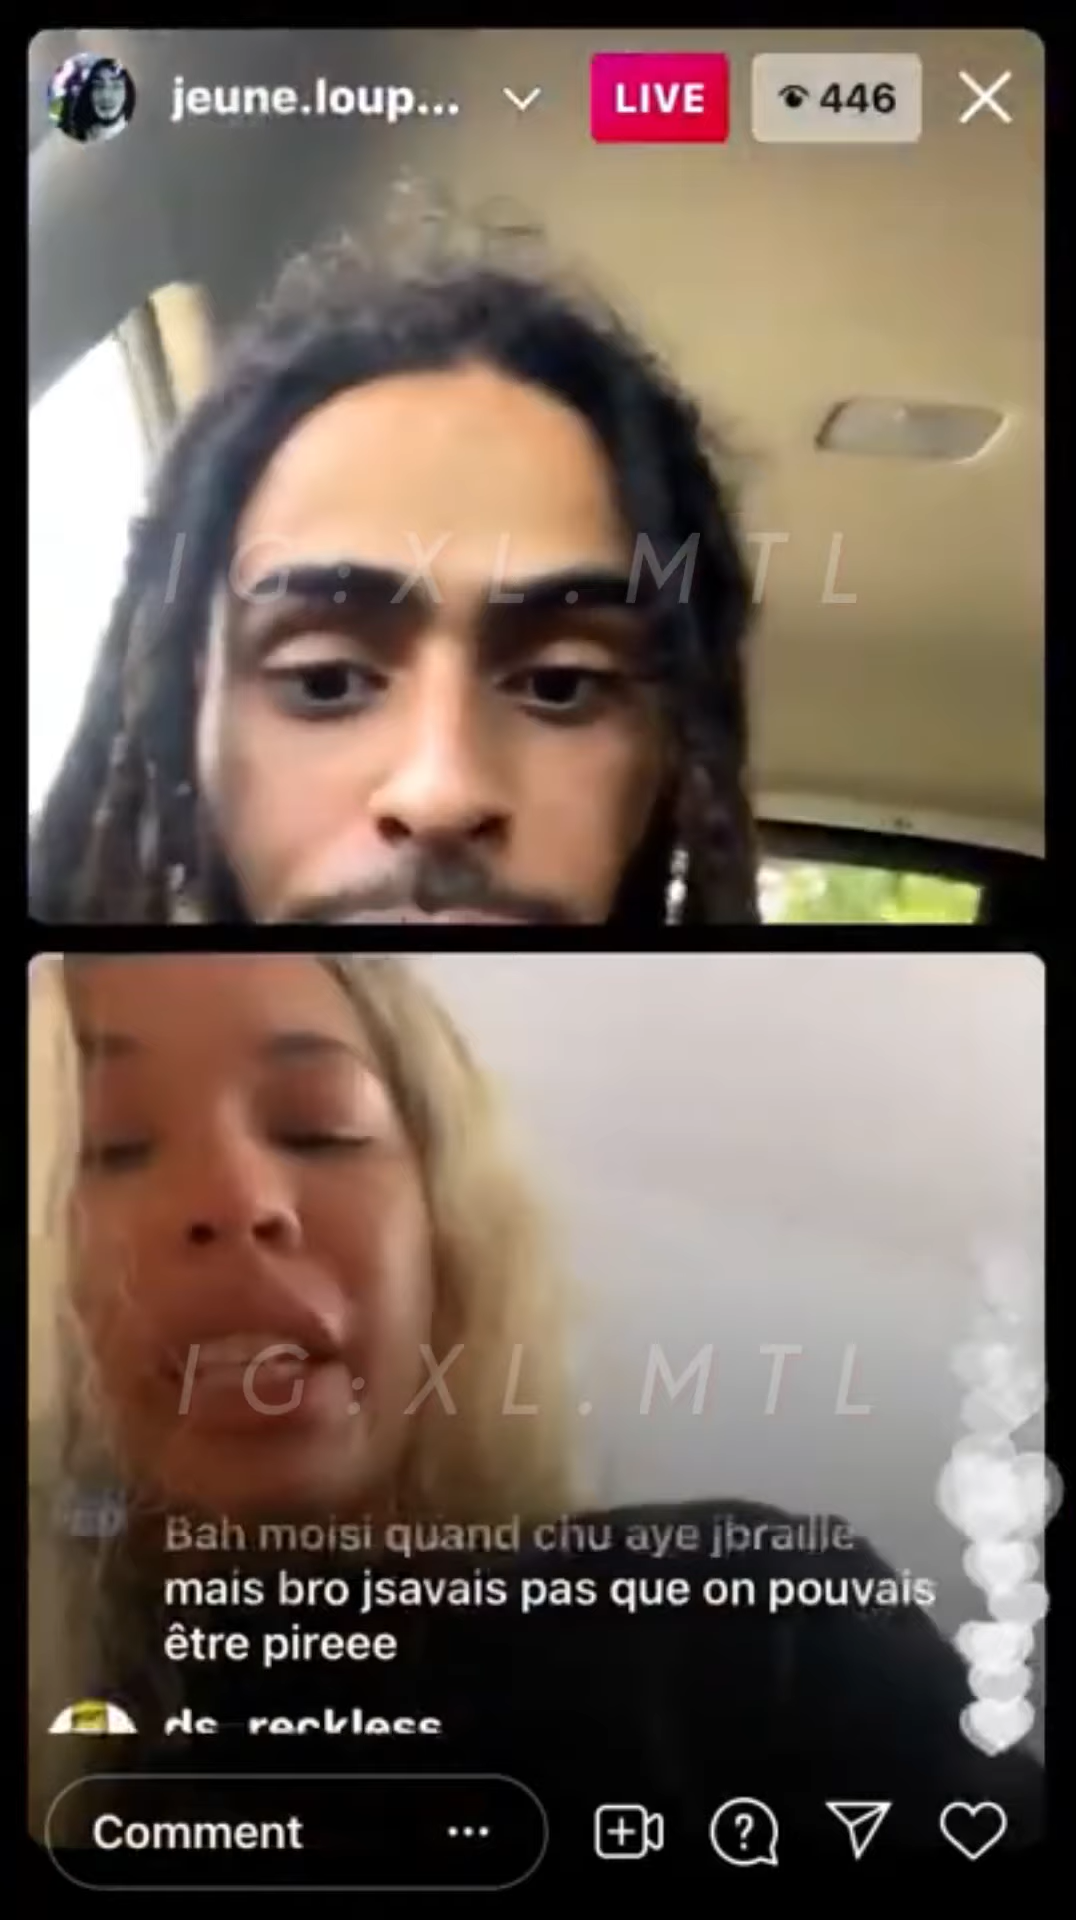 jeune.loup...
LIVE
446
IG:XL.MTL
IG:XL.MTL
Bah moisi quand chu aye jbraille
mais bro jsavais pas que on pouvais
être pireee
ds_reckless
Comment